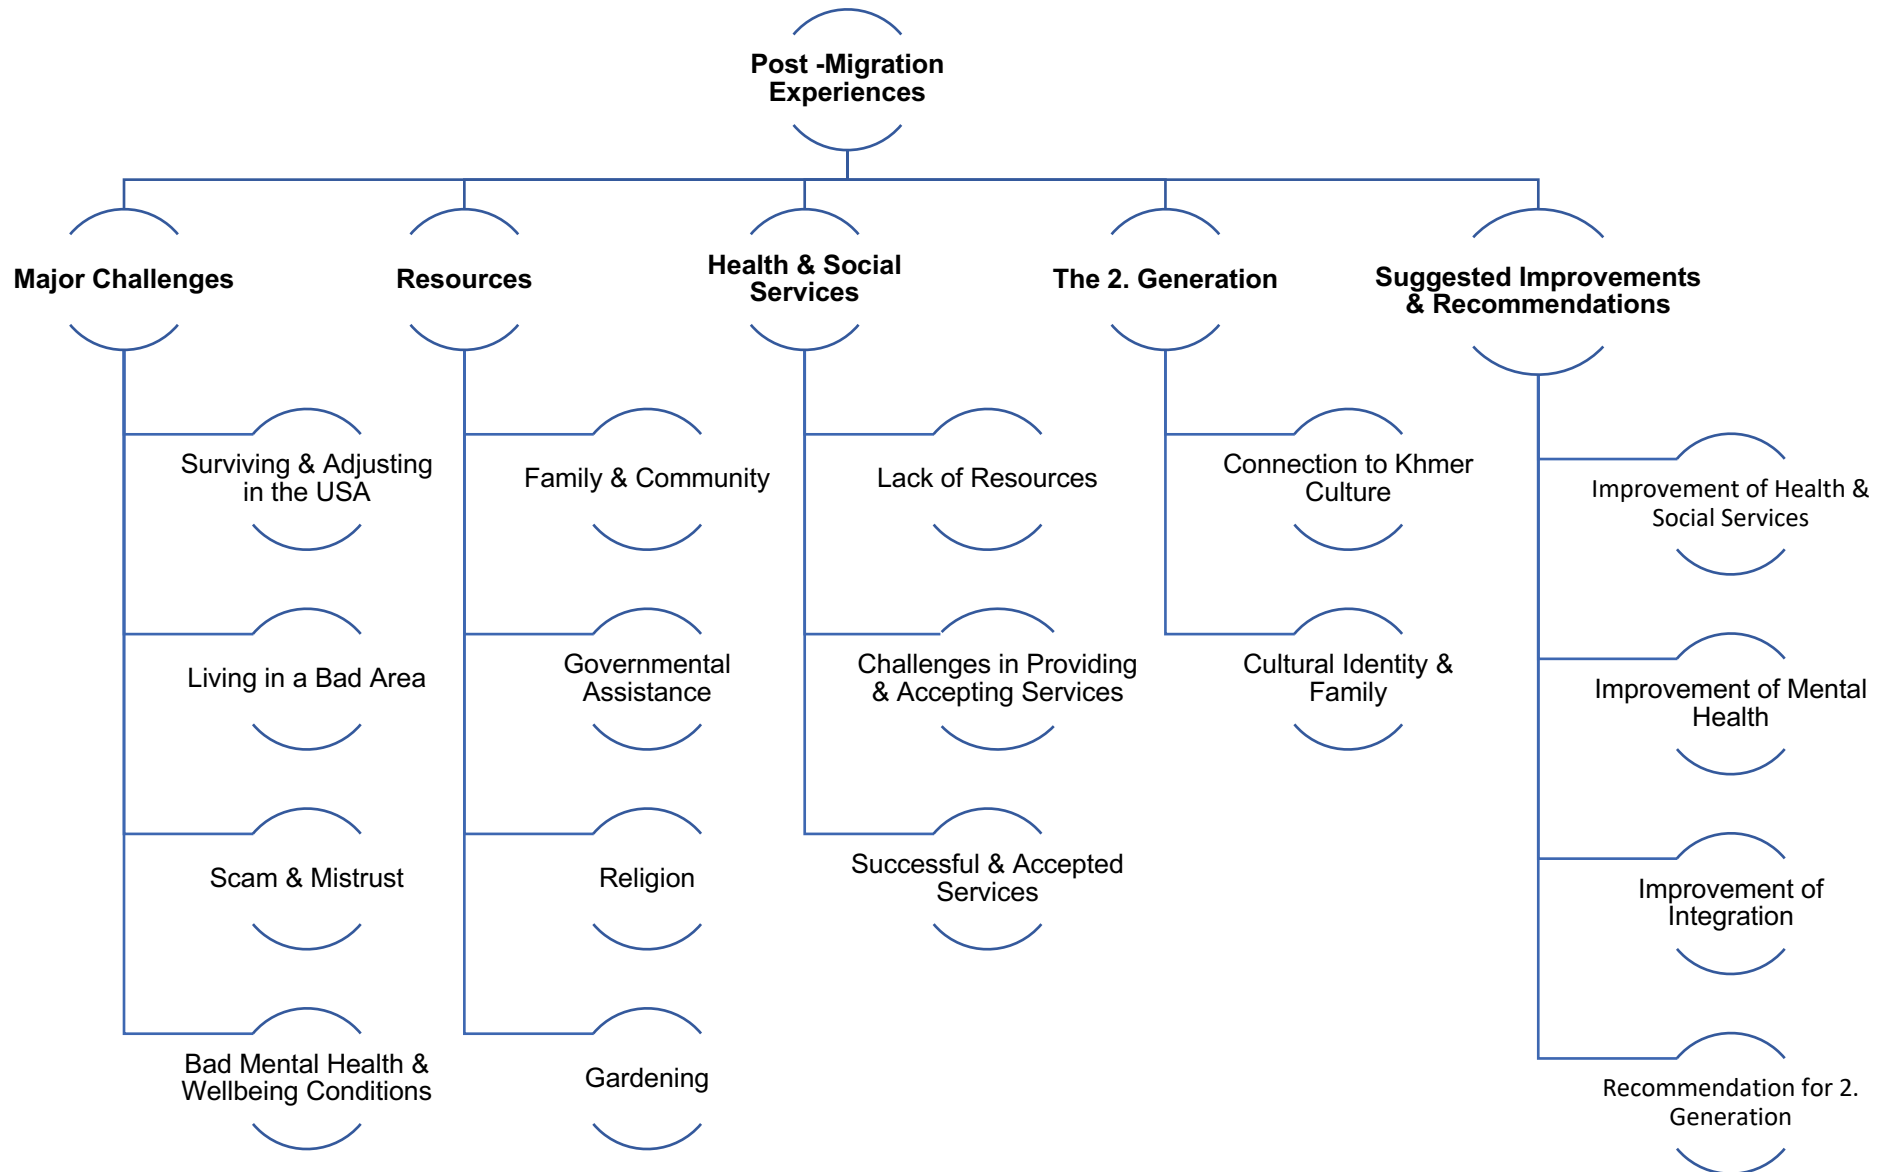 Post -Migration
Experiences
Major Challenges
Resources
Health & Social
Services
The 2. Generation
Suggested Improvements
& Recommendations
Surviving & Adjusting
in the USA
Living in a Bad Area
Scam & Mistrust
Bad Mental Health &
Wellbeing Conditions
Family & Community
Governmental
Assistance
Religion
Gardening
Lack of Resources
Challenges in Providing
& Accepting Services
Successful & Accepted
Services
Connection to Khmer
Culture
Cultural Identity &
Family
Improvement of Health &
Social Services
Improvement of Mental
Health
Improvement of
Integration
Recommendation for 2.
Generation